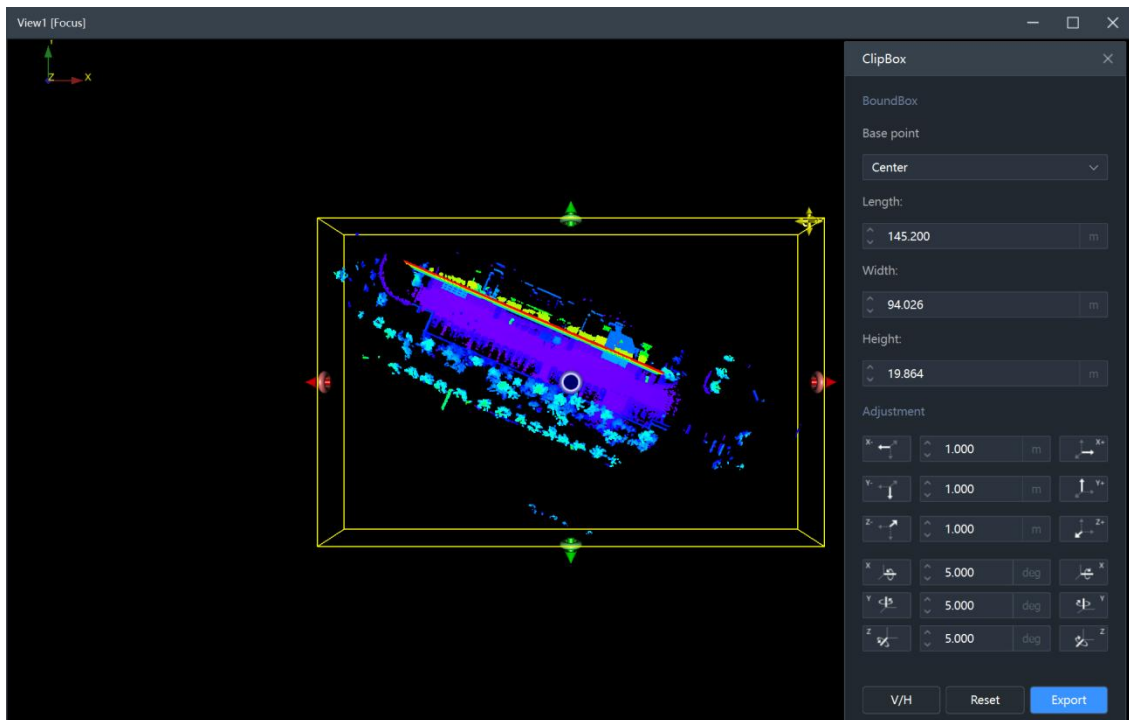 View1 [Focus]
Y
Z X
ClipBox
BoundBox
Base point
Center
Length:
145.200 m
Width:
94.026 m
Height:
19.864 m
Adjustment
X- 1.000 m X+
Y- 1.000 m Y+
Z- 1.000 m Z+
X 5.000 deg X
Y 5.000 deg Y
Z 5.000 deg Z
V/H Reset Export